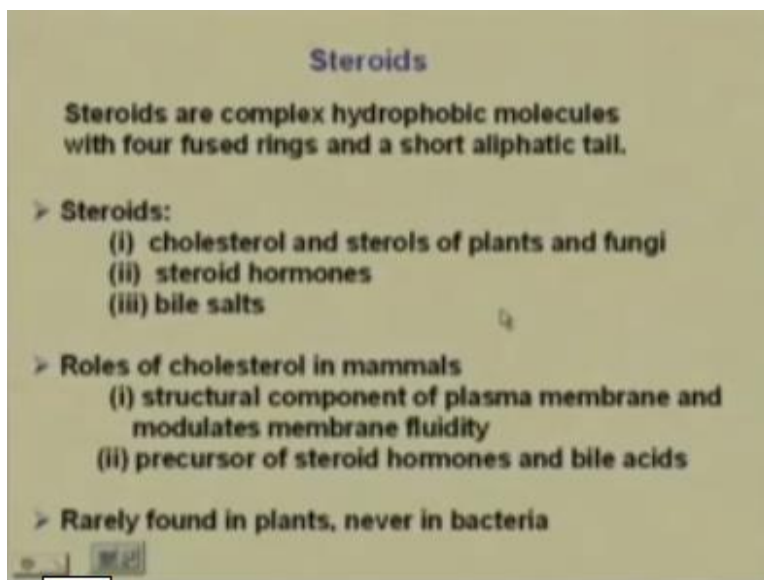 Steroids
Steroids are complex hydrophobic molecules
with four fused rings and a short aliphatic tail.
➢ Steroids:
(i) cholesterol and sterols of plants and fungi
(ii) steroid hormones
(iii) bile salts
➢ Roles of cholesterol in mammals
(i) structural component of plasma membrane and
modulates membrane fluidity
(ii) precursor of steroid hormones and bile acids
➢ Rarely found in plants, never in bacteria